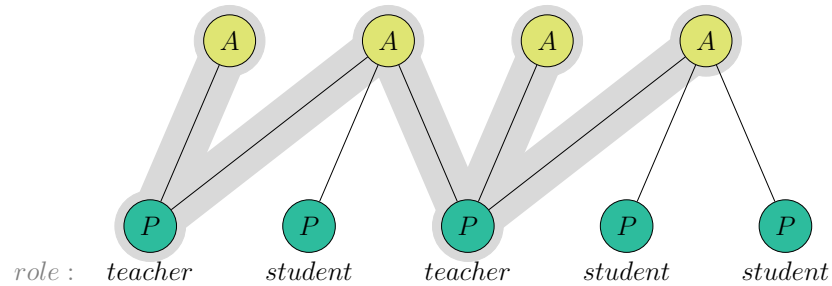 A A A A
P P P P P
role : teacher student teacher student student